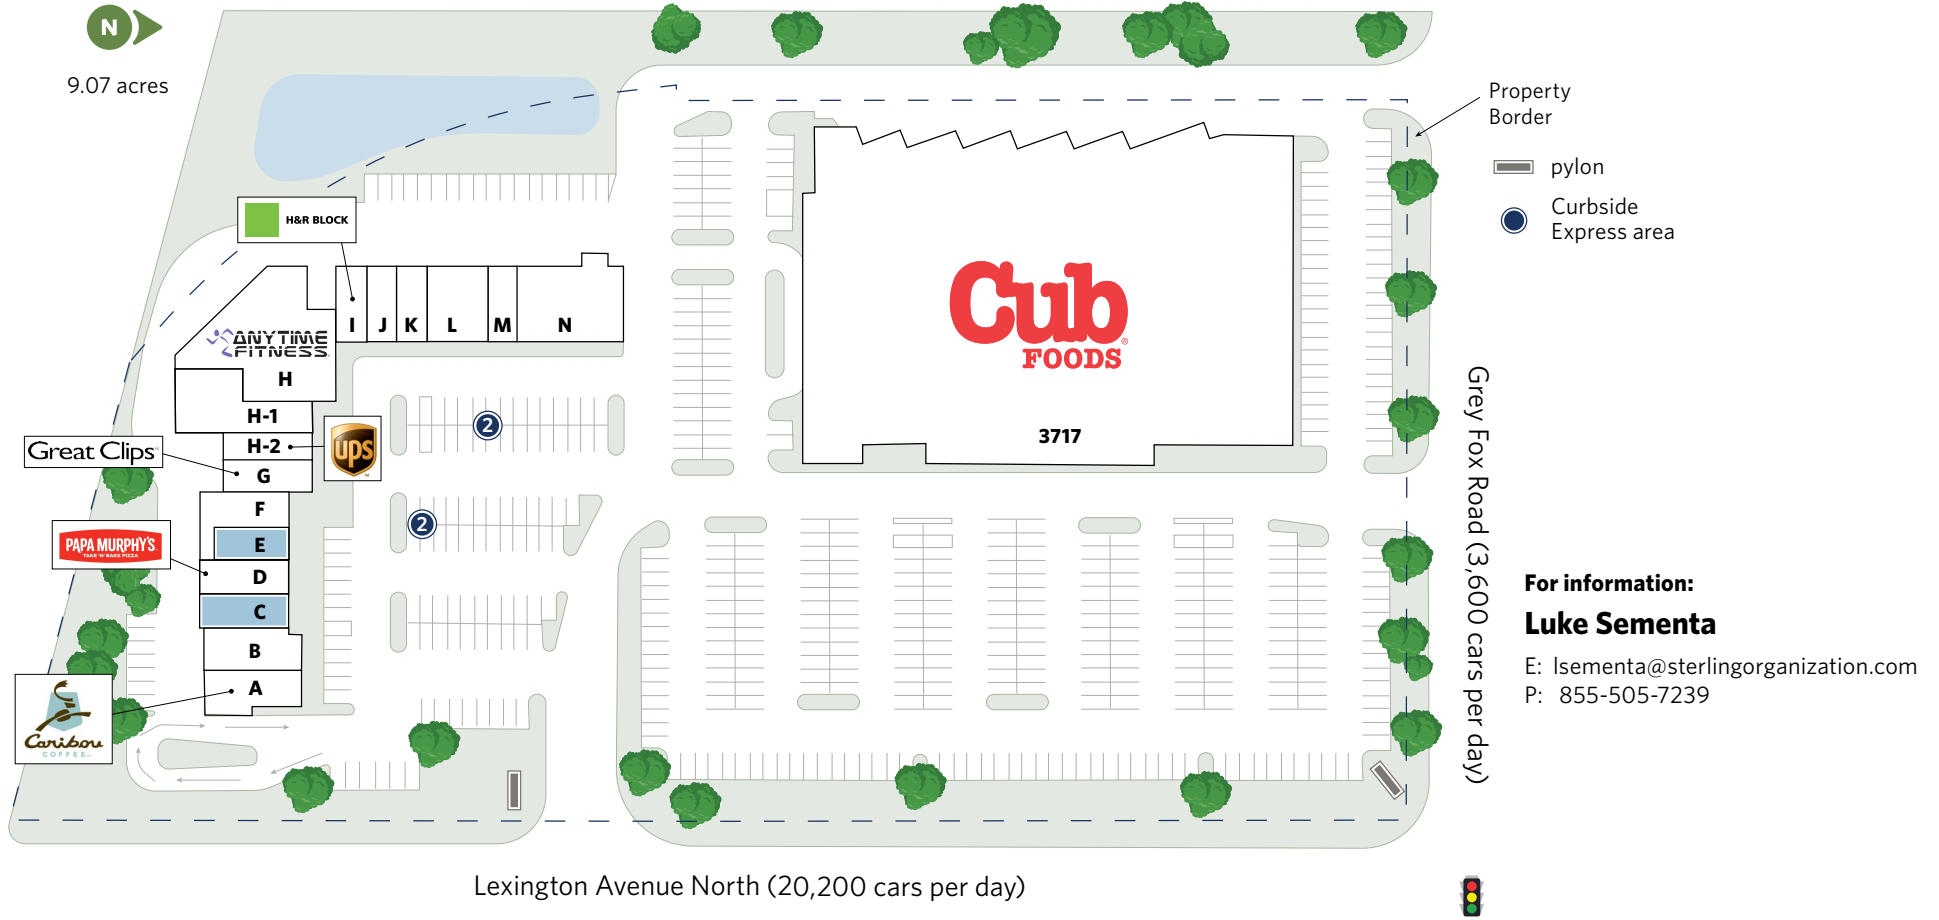 N
9.07 acres
Property
Border
pylon
Curbside
Express area
H&R BLOCK
I
J
K
L
M
N
ANYTIME
FITNESS
H
H-1
H-2
ups
Great Clips
G
F
PAPA MURPHY'S
TAKE 'N' BAKE PIZZA
E
D
C
B
A
Caribou
COFFEE
2
2
Cub
FOODS
®
3717
Grey Fox Road (3,600 cars per day)
For information:
Luke Sementa
E: lsementa@sterlingorganization.com
P: 855-505-7239
Lexington Avenue North (20,200 cars per day)